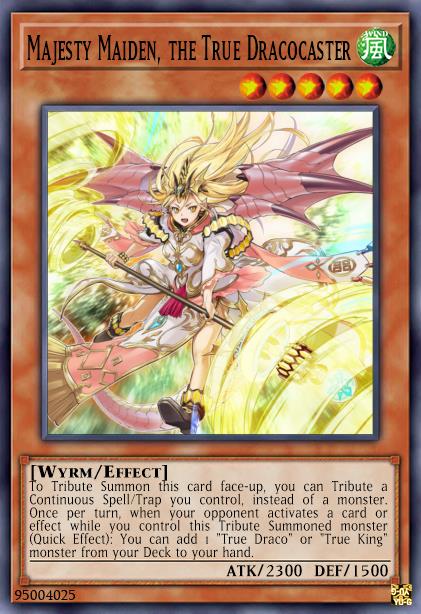 MAJESTY MAIDEN, THE TRUE DRACOCASTER
WIND
風
[WYRM/EFFECT]
To Tribute Summon this card face-up, you can Tribute a
Continuous Spell/Trap you control, instead of a monster.
Once per turn, when your opponent activates a card or
effect while you control this Tribute Summoned monster
(Quick Effect): You can add 1 "True Draco" or "True King"
monster from your Deck to your hand.
ATK/2300 DEF/1500
95004025